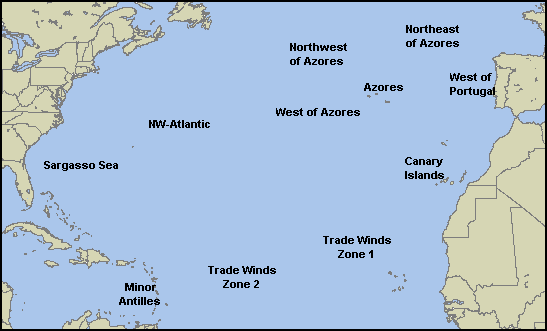 Northeast
of Azores
Northwest
of Azores
West of
Portugal
Azores
West of Azores
NW-Atlantic
Sargasso Sea
Canary
Islands
Trade Winds
Zone 1
Trade Winds
Zone 2
Minor
Antilles